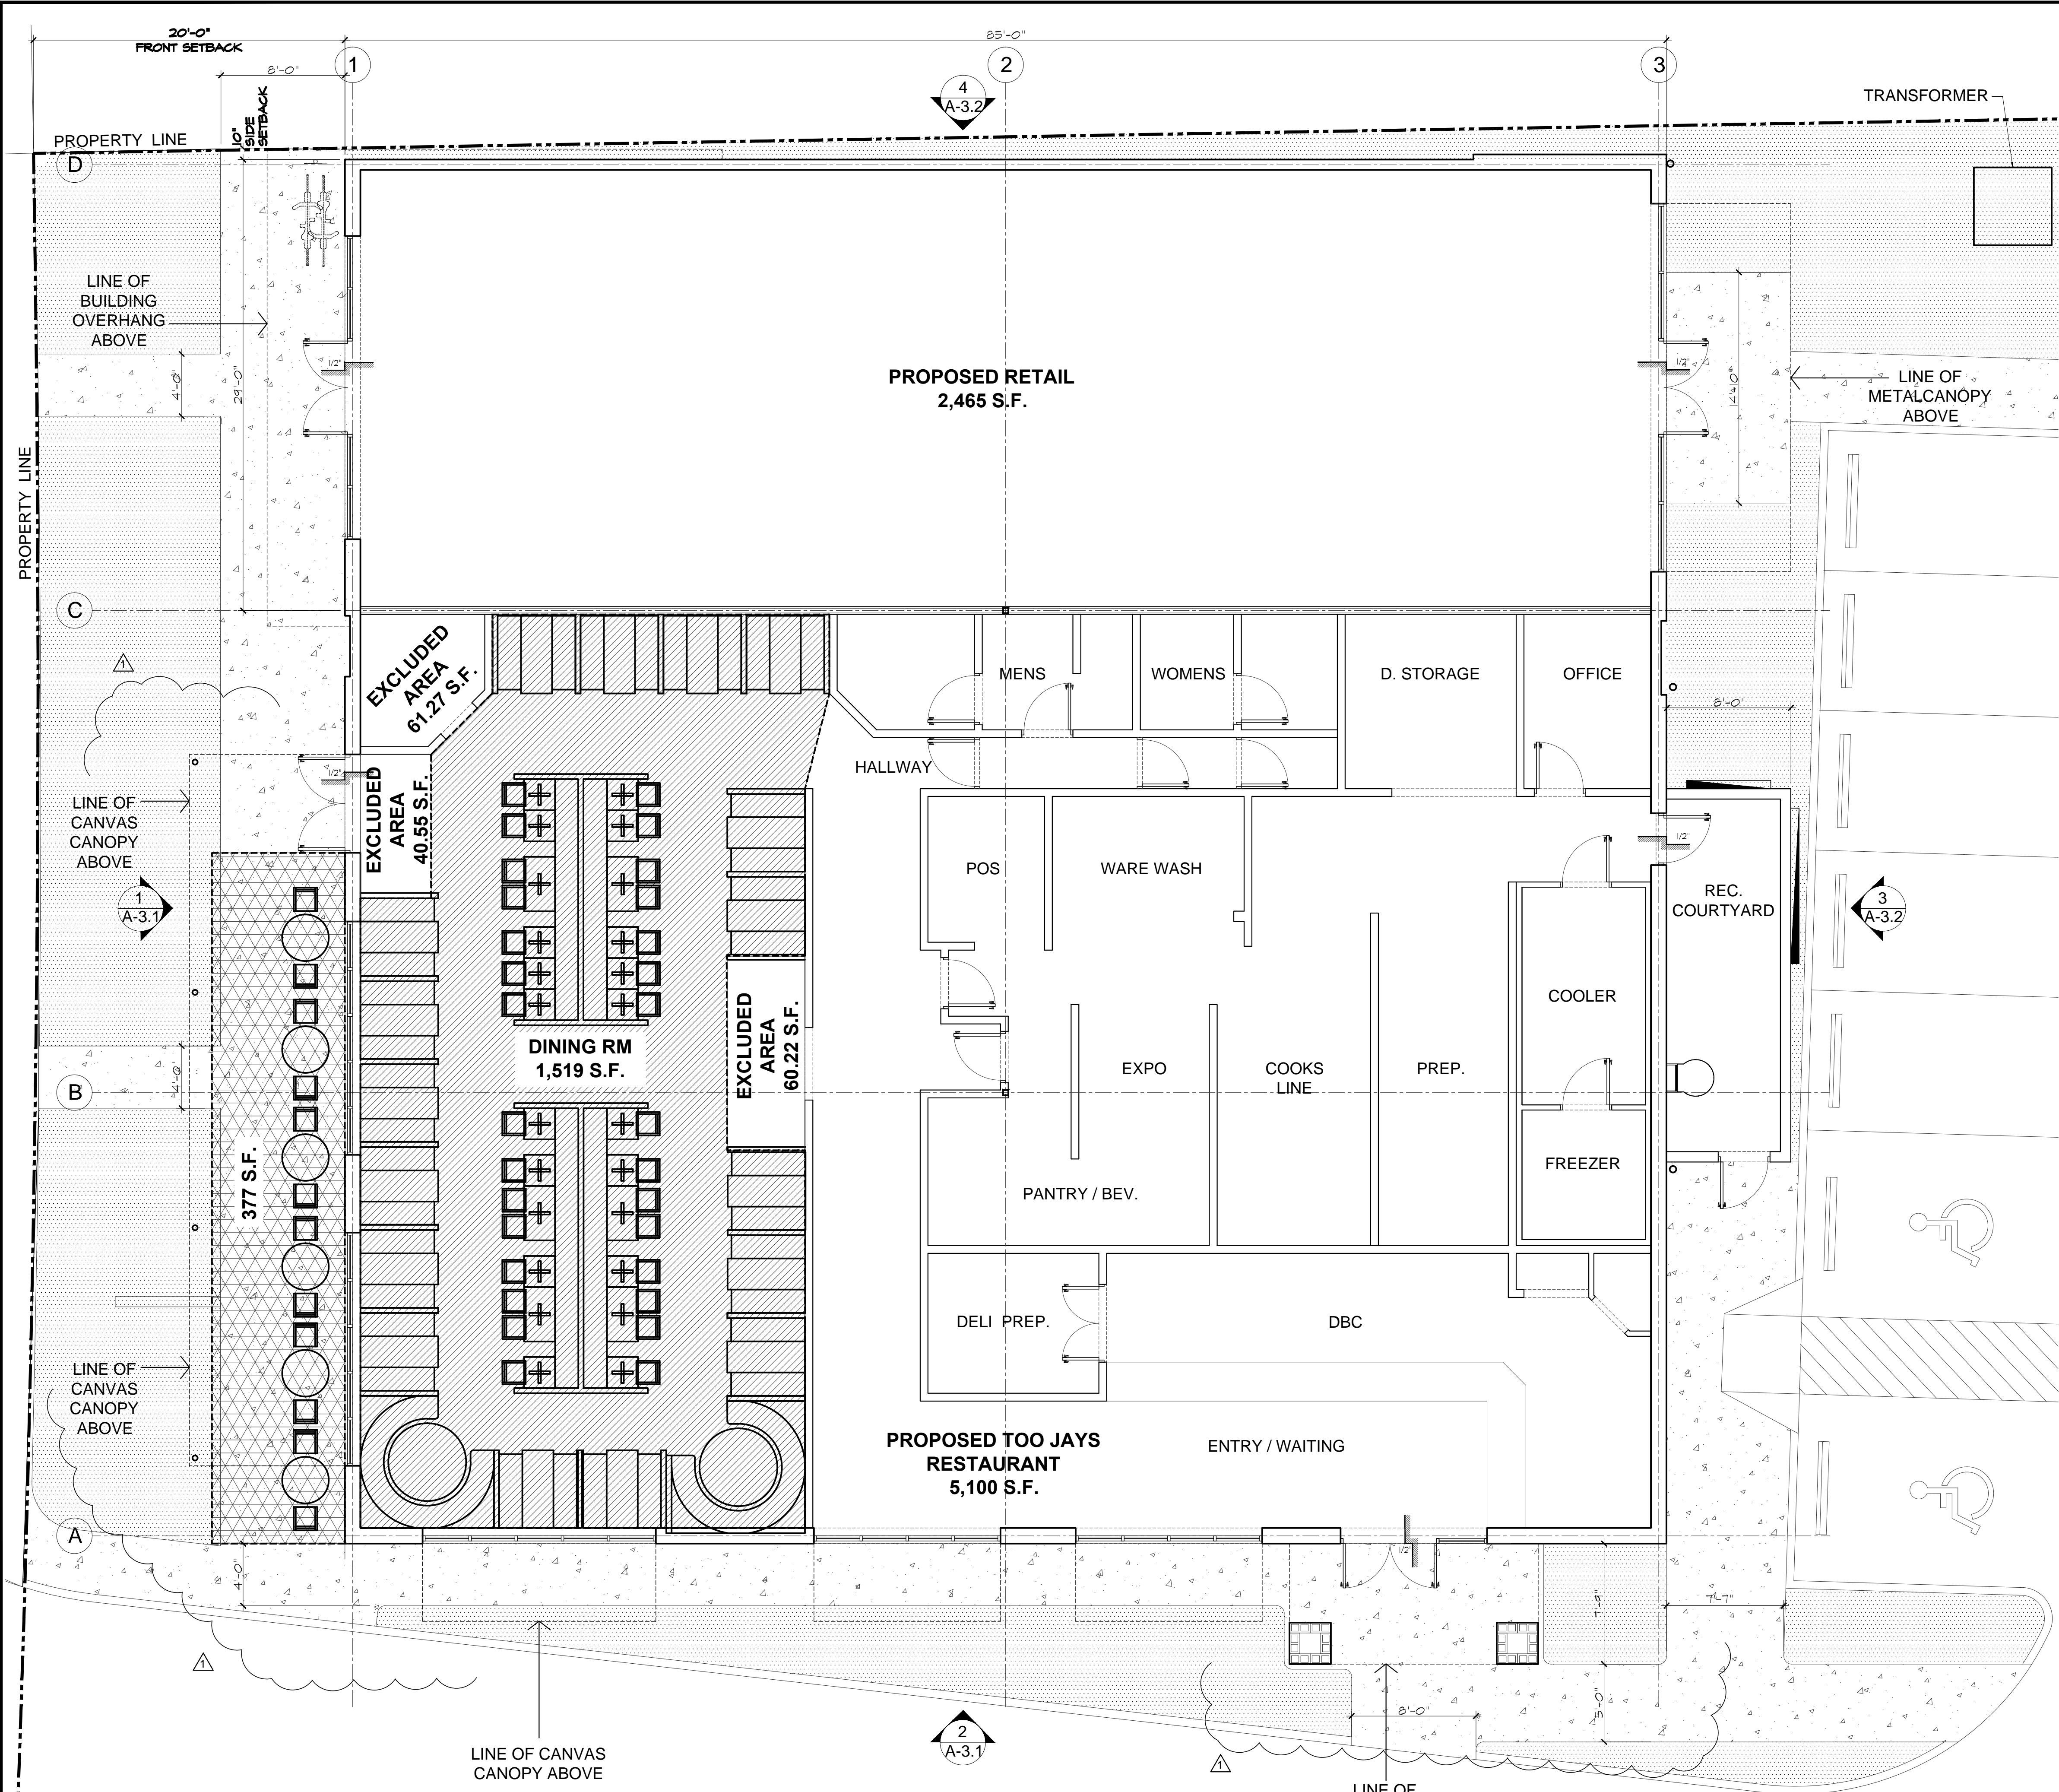 20'-0"
FRONT SETBACK
85'-0"
8'-0"
1
2
3
4
A-3.2
TRANSFORMER
10"
SIDE
SETBACK
PROPERTY LINE
D
LINE OF
BUILDING
OVERHANG
ABOVE
4'-0"
29'-0"
1/2"
PROPOSED RETAIL
2,465 S.F.
1/2"
14'-10"
LINE OF
METALCANOPY
ABOVE
PROPERTY LINE
C
1
EXCLUDED
AREA
61.27 S.F.
MENS
WOMENS
D. STORAGE
OFFICE
8'-0"
HALLWAY
1/2"
EXCLUDED
AREA
40.55 S.F.
LINE OF
CANVAS
CANOPY
ABOVE
1
A-3.1
POS
WARE WASH
1/2"
REC.
COURTYARD
3
A-3.2
COOLER
DINING RM
1,519 S.F.
EXCLUDED
AREA
60.22 S.F.
EXPO
COOKS
LINE
PREP.
4'-0"
B
377 S.F.
FREEZER
PANTRY / BEV.
DELI PREP.
DBC
LINE OF
CANVAS
CANOPY
ABOVE
PROPOSED TOO JAYS
RESTAURANT
5,100 S.F.
ENTRY / WAITING
A
4'-0"
1/2"
7'-9"
7'-7"
1
8'-0"
5'-0"
2
A-3.1
1
LINE OF CANVAS
CANOPY ABOVE
LINE OF